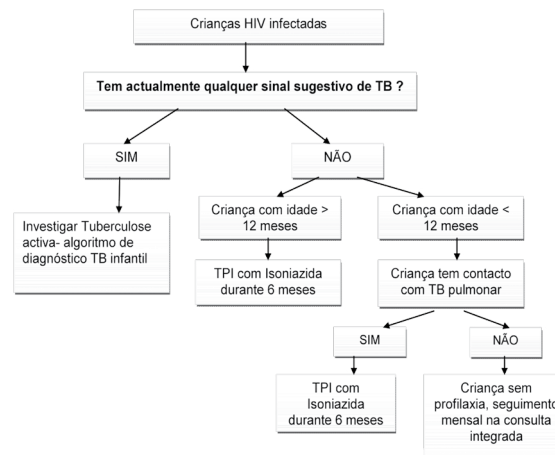 Crianças HIV infectadas
Tem actualmente qualquer sinal sugestivo de TB ?
SIM
NÃO
Investigar Tuberculose
activa- algoritmo de
diagnóstico TB infantil
Criança com idade >
12 meses
Criança com idade <
12 meses
TPI com Isoniazida
durante 6 meses
Criança tem contacto
com TB pulmonar
SIM
NÃO
TPI com
Isoniazida
durante 6 meses
Criança sem
profilaxia, seguimento
mensal na consulta
integrada